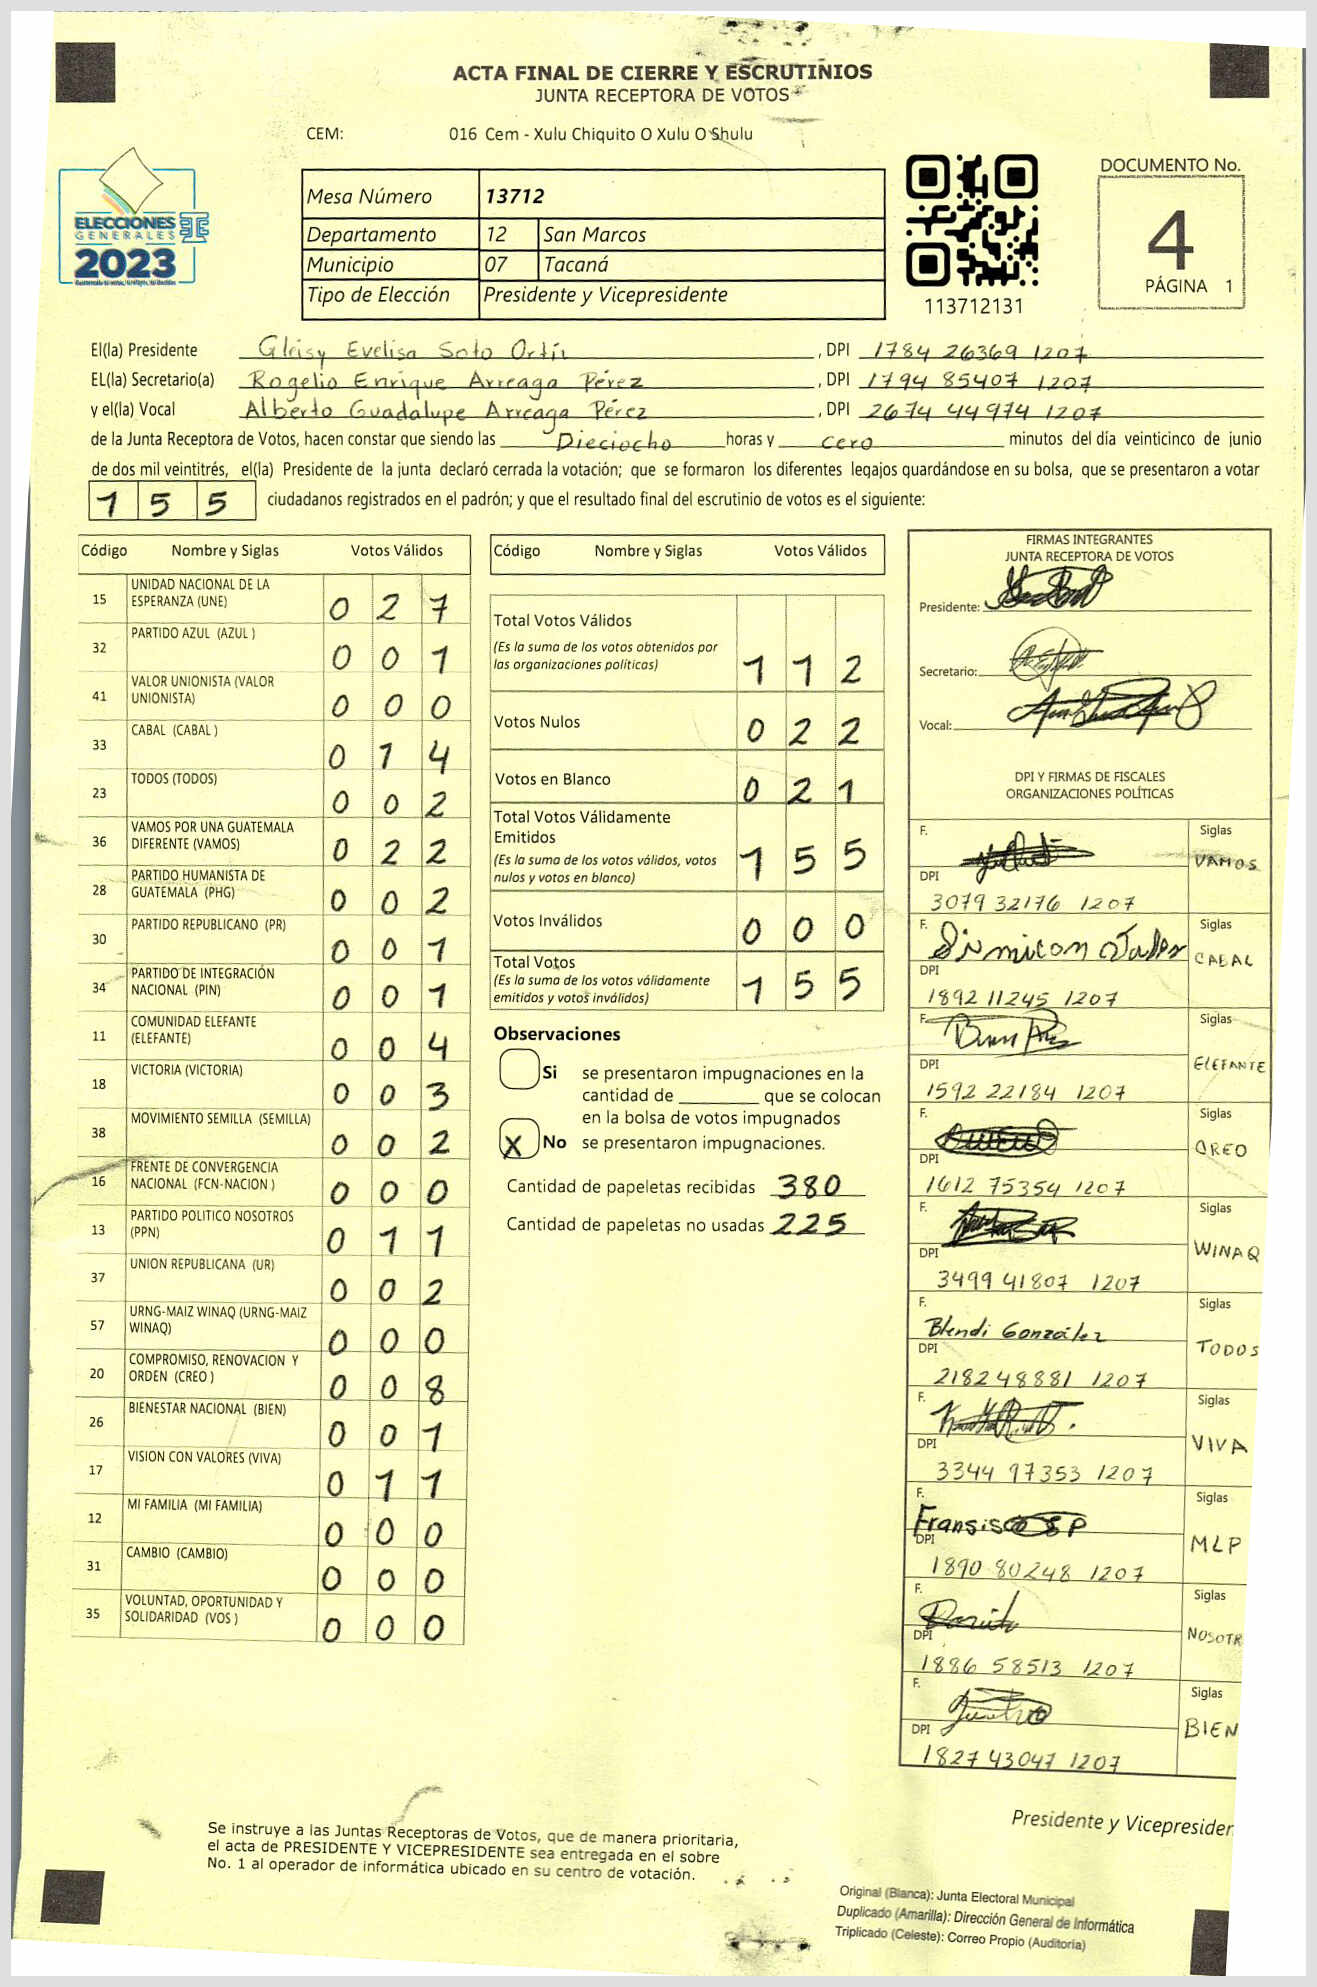 ACTA FINAL DE CIERRE Y ESCRUTINIOS
JUNTA RECEPTORA DE VOTOS
CEM: 016 Cem - Xulu Chiquito O Xulu O Shulu
ELECCIONES
GENERALES
2023
Mesa Número 13712
Departamento 12 San Marcos
Municipio 07 Tacaná
Tipo de Elección Presidente y Vicepresidente
113712131
DOCUMENTO No.
4
PÁGINA 1
El(la) Presidente Gleisy Evelisa Soto Ortíz, DPI 1784 26369 1207
EL(la) Secretario(a) Rogelio Enrique Arreaga Pérez, DPI 1794 85407 1207
y el(la) Vocal Alberto Guadalupe Arreaga Pérez, DPI 2674 44974 1207
de la Junta Receptora de Votos, hacen constar que siendo las Dieciocho horas y cero minutos del día veinticinco de junio
de dos mil veintitrés, el(la) Presidente de la junta declaró cerrada la votación; que se formaron los diferentes legajos quardándose en su bolsa, que se presentaron a votar
155 ciudadanos registrados en el padrón; y que el resultado final del escrutinio de votos es el siguiente:
Código Nombre y Siglas Votos Válidos
15 UNIDAD NACIONAL DE LA ESPERANZA (UNE) 0 2 7
32 PARTIDO AZUL (AZUL ) 0 0 1
41 VALOR UNIONISTA (VALOR UNIONISTA) 0 0 0
33 CABAL (CABAL ) 0 1 4
23 TODOS (TODOS) 0 0 2
36 VAMOS POR UNA GUATEMALA DIFERENTE (VAMOS) 0 2 2
28 PARTIDO HUMANISTA DE GUATEMALA (PHG) 0 0 2
30 PARTIDO REPUBLICANO (PR) 0 0 1
34 PARTIDO DE INTEGRACIÓN NACIONAL (PIN) 0 0 1
11 COMUNIDAD ELEFANTE (ELEFANTE) 0 0 4
18 VICTORIA (VICTORIA) 0 0 3
38 MOVIMIENTO SEMILLA (SEMILLA) 0 0 2
16 FRENTE DE CONVERGENCIA NACIONAL (FCN-NACION ) 0 0 0
13 PARTIDO POLITICO NOSOTROS (PPN) 0 1 1
37 UNION REPUBLICANA (UR) 0 0 2
57 URNG-MAIZ WINAQ (URNG-MAIZ WINAQ) 0 0 0
20 COMPROMISO, RENOVACION Y ORDEN (CREO ) 0 0 8
26 BIENESTAR NACIONAL (BIEN) 0 0 1
17 VISION CON VALORES (VIVA) 0 1 1
12 MI FAMILIA (MI FAMILIA) 0 0 0
31 CAMBIO (CAMBIO) 0 0 0
35 VOLUNTAD, OPORTUNIDAD Y SOLIDARIDAD (VOS ) 0 0 0
Código Nombre y Siglas Votos Válidos
Total Votos Válidos
(Es la suma de los votos obtenidos por
las organizaciones políticas) 1 1 2
Votos Nulos 0 2 2
Votos en Blanco 0 2 1
Total Votos Válidamente
Emitidos
(Es la suma de los votos válidos, votos
nulos y votos en blanco) 1 5 5
Votos Inválidos 0 0 0
Total Votos
(Es la suma de los votos válidamente
emitidos y votos inválidos) 1 5 5
Observaciones
Si se presentaron impugnaciones en la
cantidad de ________ que se colocan
en la bolsa de votos impugnados
X No se presentaron impugnaciones.
Cantidad de papeletas recibidas 380
Cantidad de papeletas no usadas 225
FIRMAS INTEGRANTES
JUNTA RECEPTORA DE VOTOS
Presidente:
Secretario:
Vocal:
DPI Y FIRMAS DE FISCALES
ORGANIZACIONES POLÍTICAS
F. Siglas VAMOS
DPI 3079 32176 1207
F. Siglas CABAL
DPI 1892 11245 1207
F. Siglas ELEFANTE
DPI 1592 22184 1207
F. Siglas CREO
DPI 1612 75354 1207
F. Siglas WINAQ
DPI 3499 41807 1207
F. Blendi González Siglas TODOS
DPI 2182 48881 1207
F. Siglas VIVA
DPI 3344 97353 1207
F. Fransisco Siglas MLP
DPI 1890 80248 1207
F. Siglas NOSOTR
DPI 1886 58513 1207
F. Siglas BIEN
DPI 1827 43047 1207
Presidente y Vicepresiden
Se instruye a las Juntas Receptoras de Votos, que de manera prioritaria,
el acta de PRESIDENTE Y VICEPRESIDENTE sea entregada en el sobre
No. 1 al operador de informática ubicado en su centro de votación.
Original (Blanca): Junta Electoral Municipal
Duplicado (Amarilla): Dirección General de Informática
Triplicado (Celeste): Correo Propio (Auditoría)